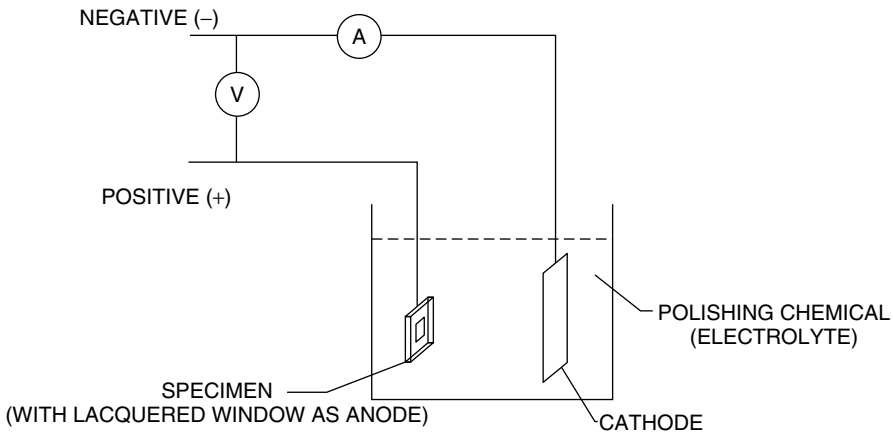 NEGATIVE (–)
A
V
POSITIVE (+)
POLISHING CHEMICAL
(ELECTROLYTE)
SPECIMEN
(WITH LACQUERED WINDOW AS ANODE)
CATHODE